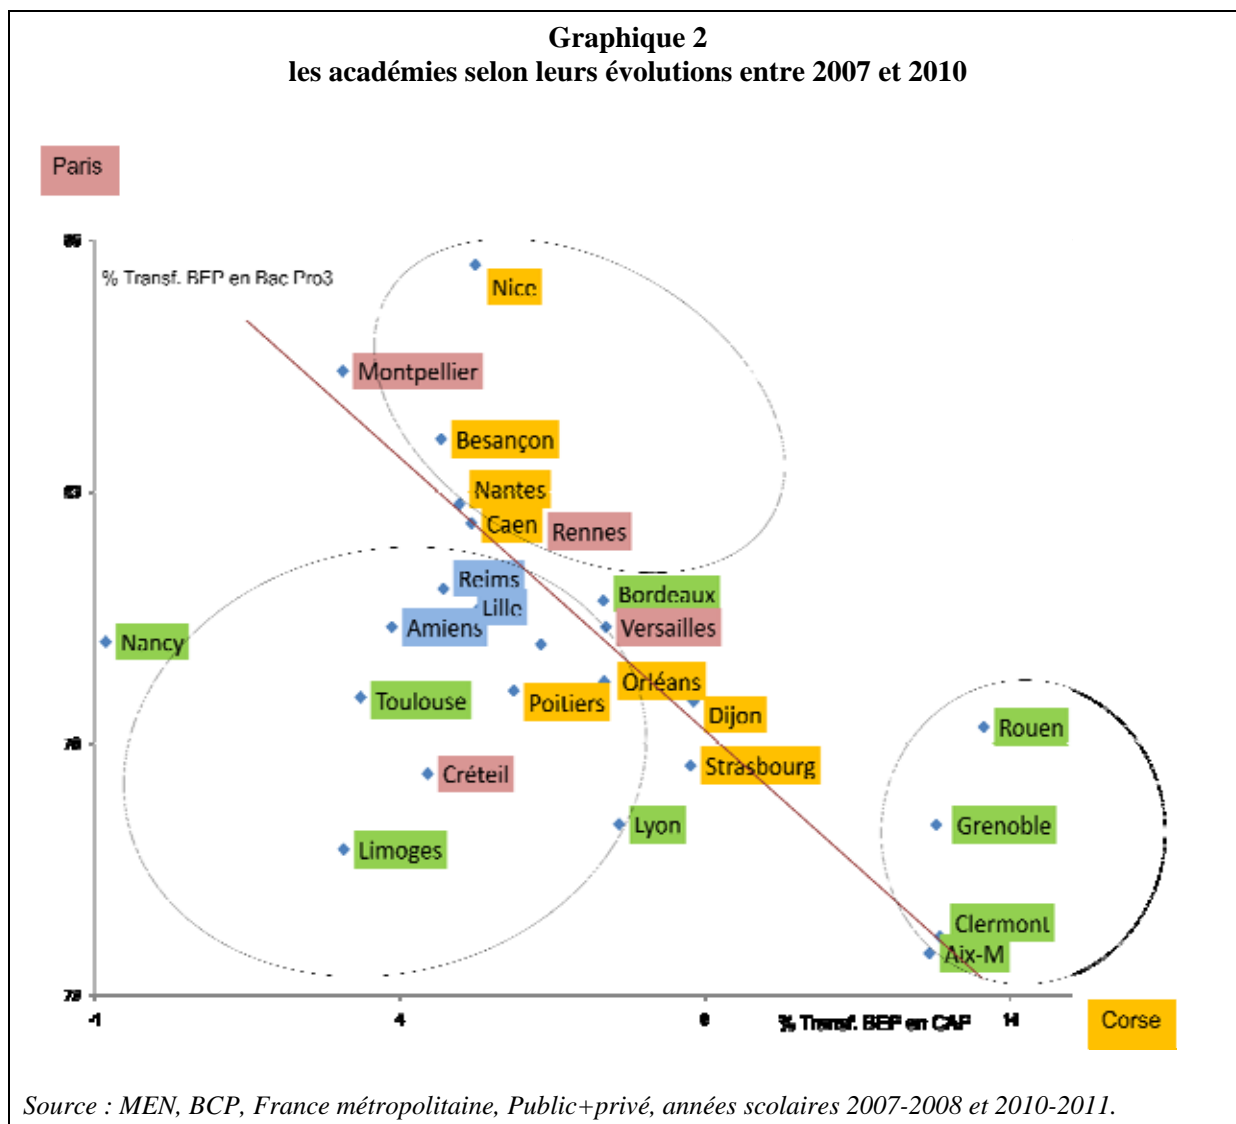 Graphique 2
les académies selon leurs évolutions entre 2007 et 2010
Paris
% Transf. BEP en Bac Pro3
Nice
Montpellier
Besançon
Nantes
Caen
Rennes
Reims
Lille
Bordeaux
Amiens
Versailles
Nancy
Toulouse
Orléans
Poitiers
Dijon
Rouen
Créteil
Strasbourg
Lyon
Grenoble
Limoges
Clermont
Aix-M
-1
4
% Transf. BEP en CAP
14
Corse
Source : MEN, BCP, France métropolitaine, Public+privé, années scolaires 2007-2008 et 2010-2011.